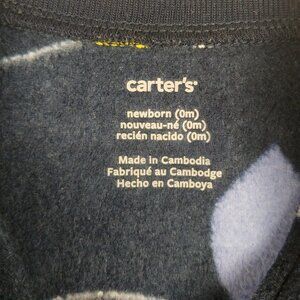 carter's
newborn (0m)
nouveau-né (0m)
recién nacido (0m)
Made in Cambodia
Fabriqué au Cambodge
Hecho en Camboya